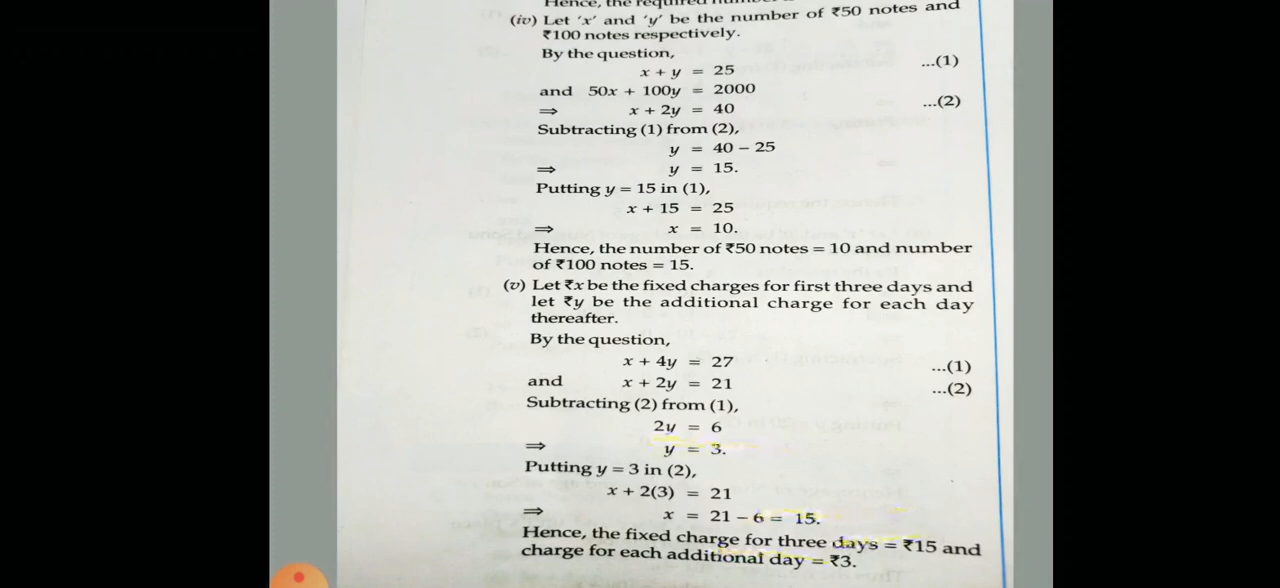 Hence, the required
(iv) Let ‘x’ and ‘y’ be the number of ₹50 notes and
₹100 notes respectively.
By the question,
x + y = 25 ...(1)
and 50x + 100y = 2000
⇒ x + 2y = 40 ...(2)
Subtracting (1) from (2),
y = 40 – 25
⇒ y = 15.
Putting y = 15 in (1),
x + 15 = 25
⇒ x = 10.
Hence, the number of ₹50 notes = 10 and number
of ₹100 notes = 15.
(v) Let ₹x be the fixed charges for first three days and
let ₹y be the additional charge for each day
thereafter.
By the question,
x + 4y = 27 ...(1)
and x + 2y = 21 ...(2)
Subtracting (2) from (1),
2y = 6
⇒ y = 3.
Putting y = 3 in (2),
x + 2(3) = 21
⇒ x = 21 – 6 = 15.
Hence, the fixed charge for three days = ₹15 and
charge for each additional day = ₹3.